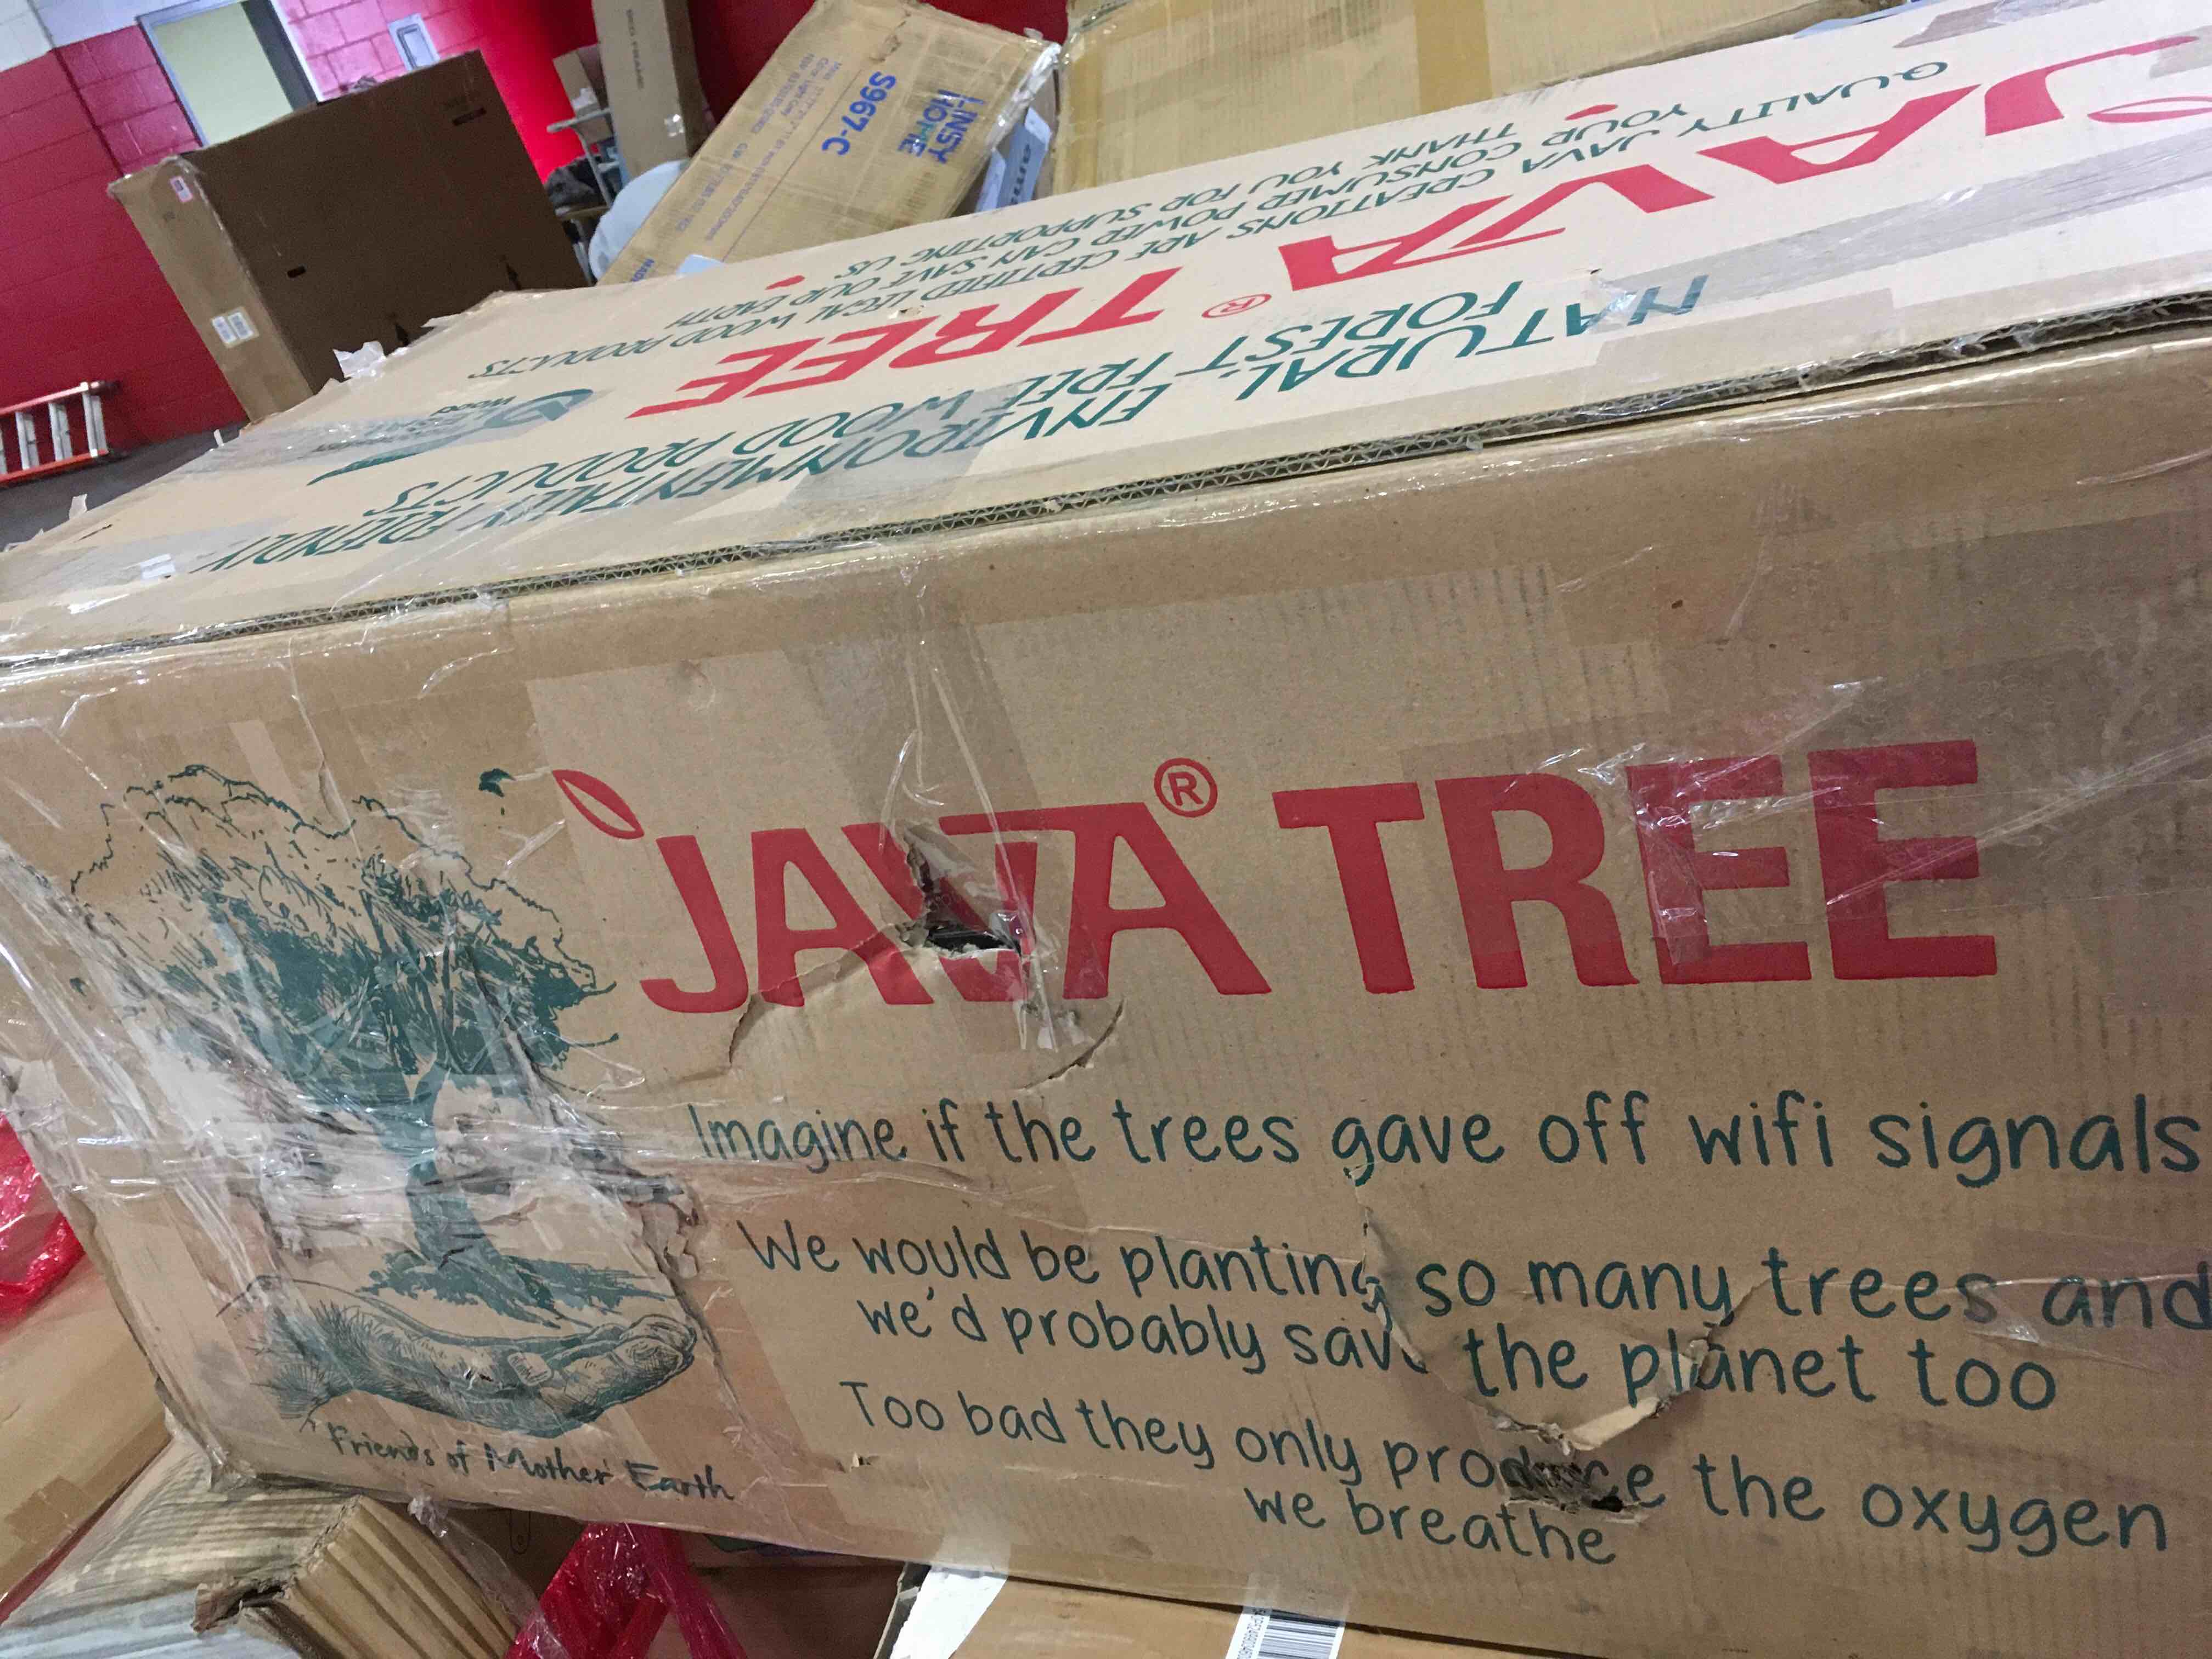 LINSY
HOME
S967-C
JAVA® TREE
QUALITY JAVA CREATIONS ARE CERTIFIED LEGAL WOOD PRODUCTS
YOUR CONSUMER POWER CAN SAVE OUR EARTH
THANK YOU FOR SUPPORTING US
NATURAL, ENVIRONMENTALLY FRIENDLY
FOREST FREE WOOD PRODUCTS
JAVA® TREE
Imagine if the trees gave off wifi signals
We would be planting so many trees and
we'd probably save the planet too
Too bad they only produce the oxygen
we breathe
Friends of Mother Earth